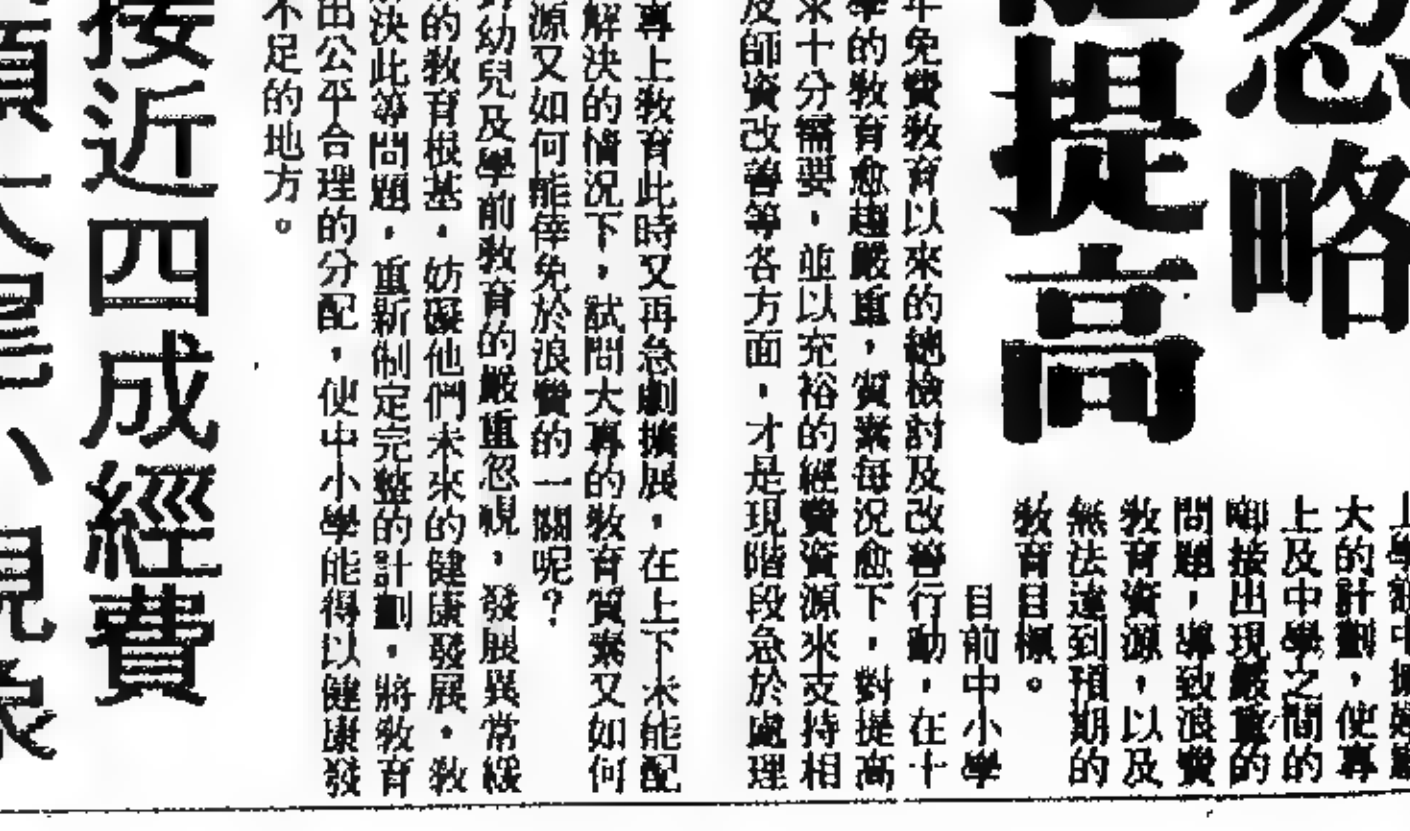 忽略
能提高
上學額中擴
大的計劃，使專
上及中學之間的
啣接出現嚴重的
問題，導致浪費
教育資源，以及
無法達到預期的
教育目標。
目前中小學
年免費教育以來的總檢討及改善行動，在十
學的教育愈趨嚴重，質素每況愈下，對提高
求十分需要，並以充裕的經費資源來支持相
及師資改善等各方面，才是現階段急於處理
專上教育此時又再急劇擴展，在上下未能配
解決的情況下，試問大專的教育質素又如何
源又如何能倖免於浪費的一關呢？
幼兒及學前教育的嚴重忽視，發展異常緩
的教育根基，妨礙他們未來的健康發展。教
決此等問題，重新制定完整的計劃，將教育
出公平合理的分配，使中小學能得以健康發
不足的地方。
接近四成經費
現象